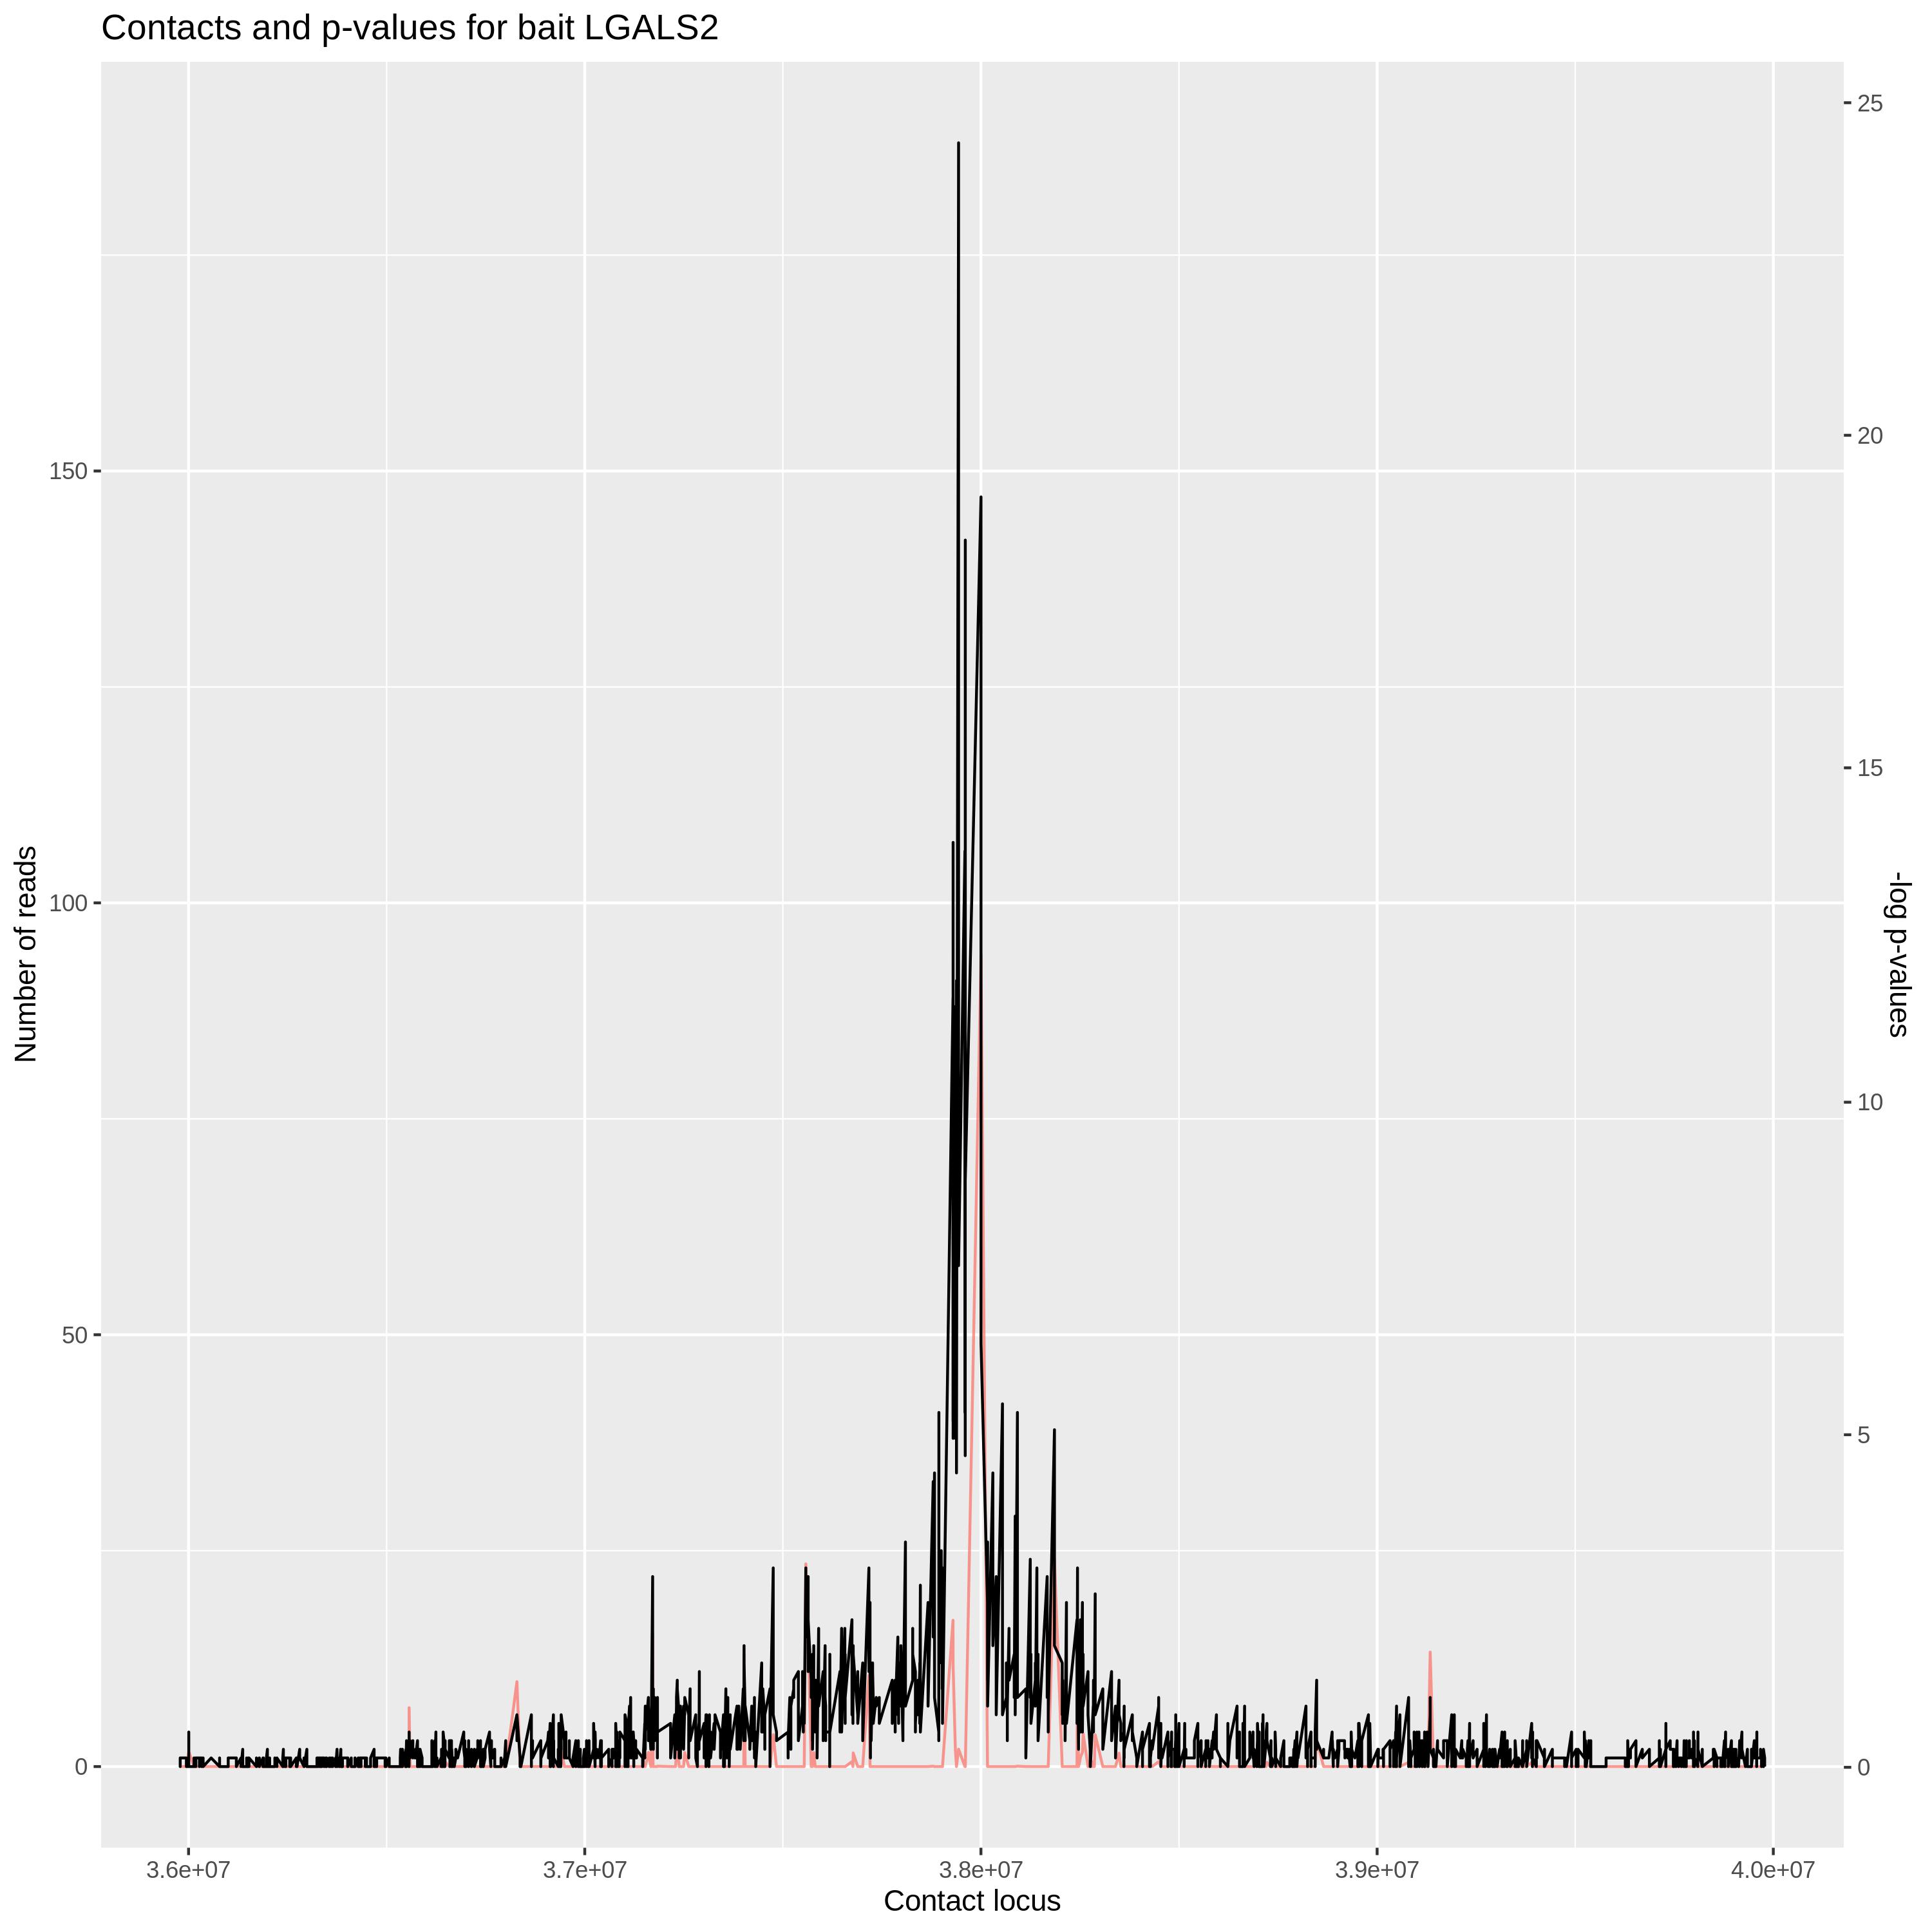 Contacts and p-values for bait LGALS2
25
20
150
15
100
10
50
5
0
0
Number of reads
-log p-values
3.6e+07
3.7e+07
3.8e+07
3.9e+07
4.0e+07
Contact locus